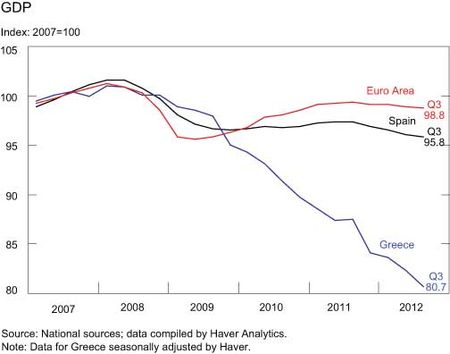 GDP
Index: 2007=100
105
100
95
90
85
80
Euro Area
Q3
98.8
Spain
Q3
95.8
Greece
Q3
80.7
2007 2008 2009 2010 2011 2012
Source: National sources; data compiled by Haver Analytics.
Note: Data for Greece seasonally adjusted by Haver.